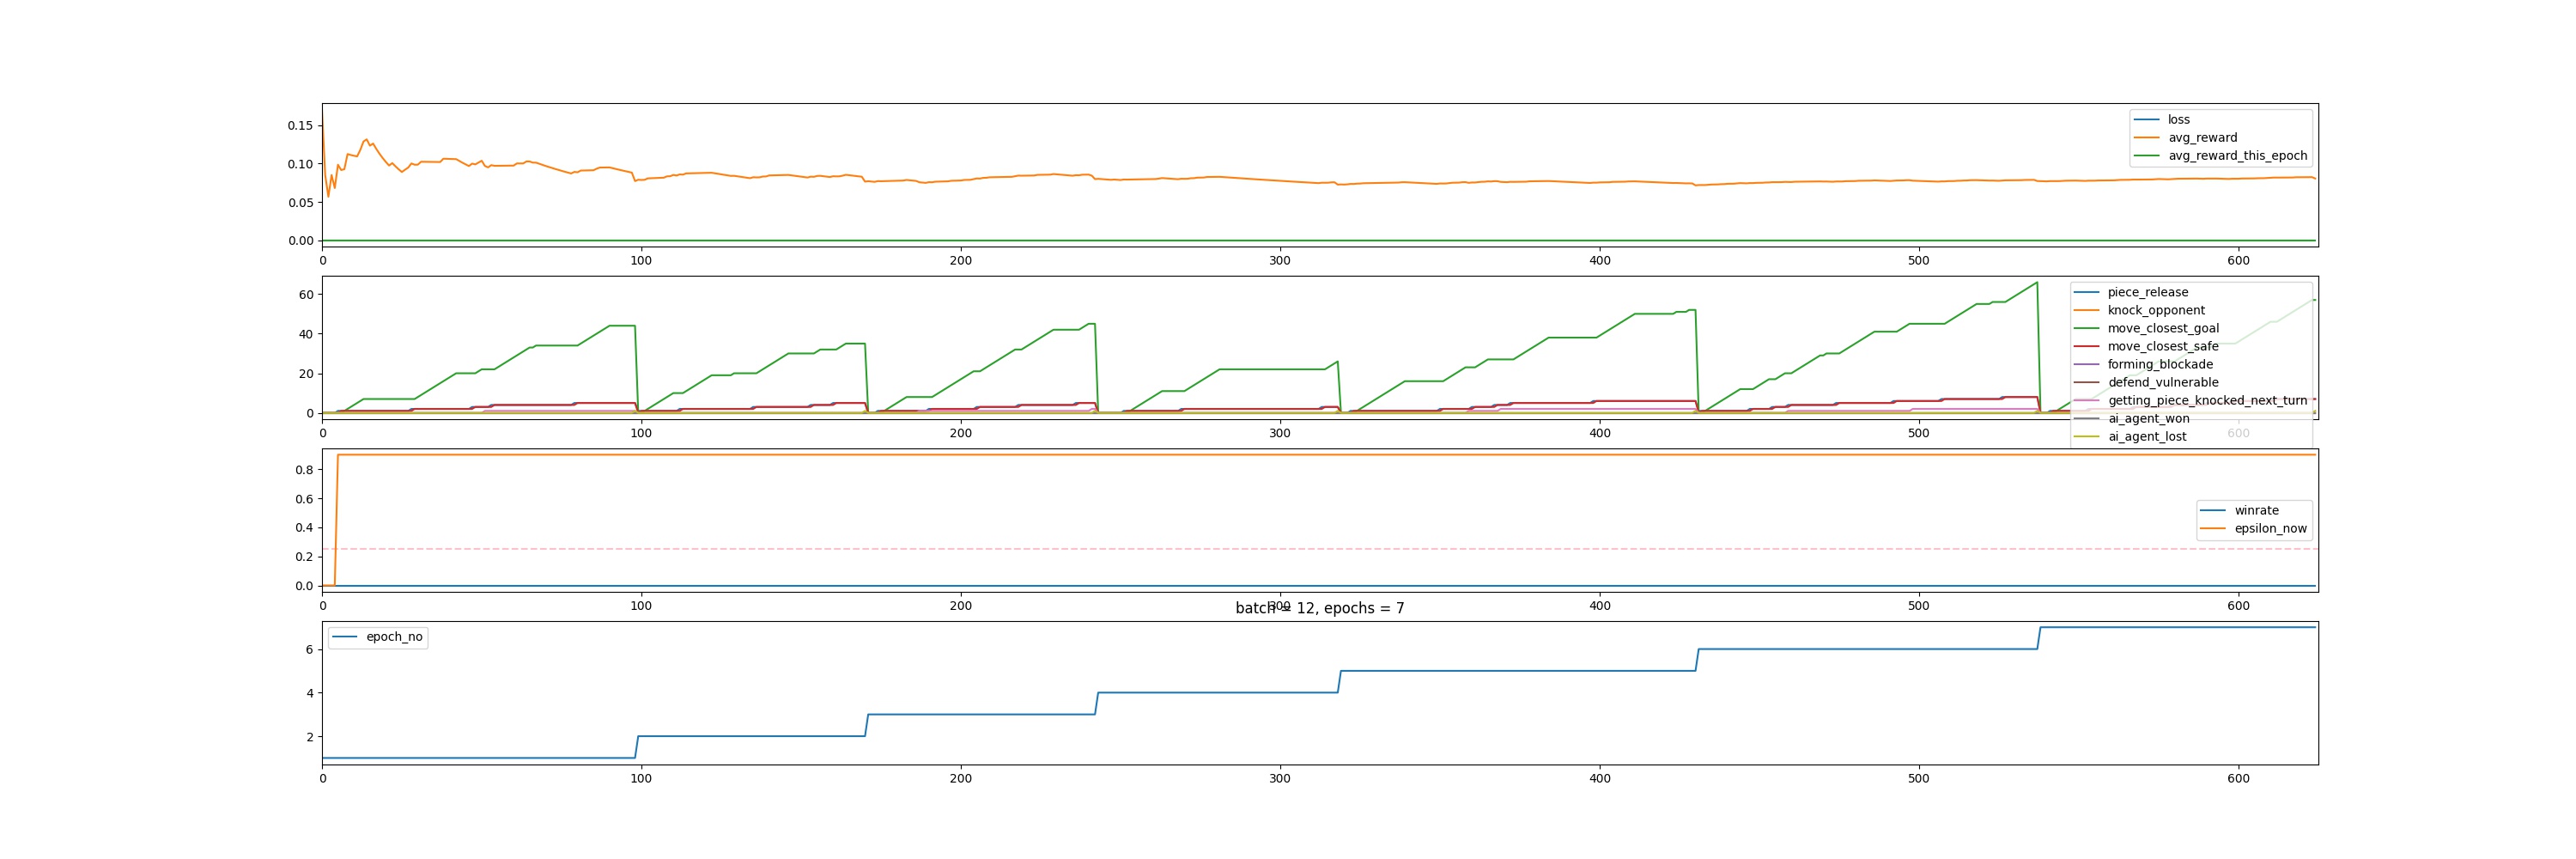 0.15
0.10
0.05
0.00
loss
avg_reward
avg_reward_this_epoch
0 100 200 300 400 500 600
60
40
20
0
piece_release
knock_opponent
move_closest_goal
move_closest_safe
forming_blockade
defend_vulnerable
getting_piece_knocked_next_turn
ai_agent_won
ai_agent_lost
0 100 200 300 400 500 600
0.8
0.6
0.4
0.2
0.0
winrate
epsilon_now
0 100 200 300 400 500 600
batch = 12, epochs = 7
epoch_no
6
4
2
0 100 200 300 400 500 600